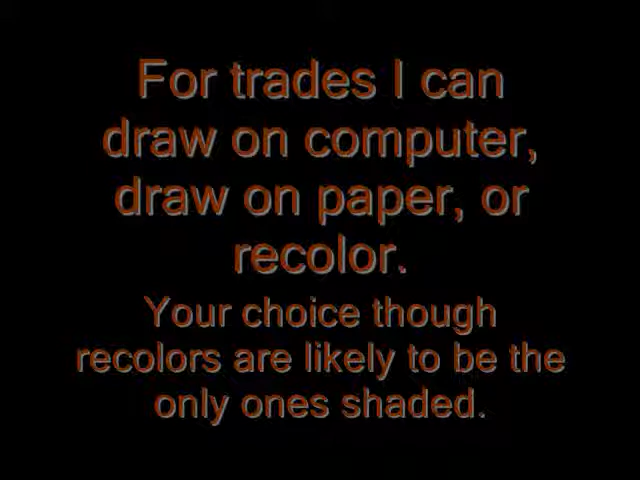 For trades I can
draw on computer,
draw on paper, or
recolor.
Your choice though
recolors are likely to be the
only ones shaded.